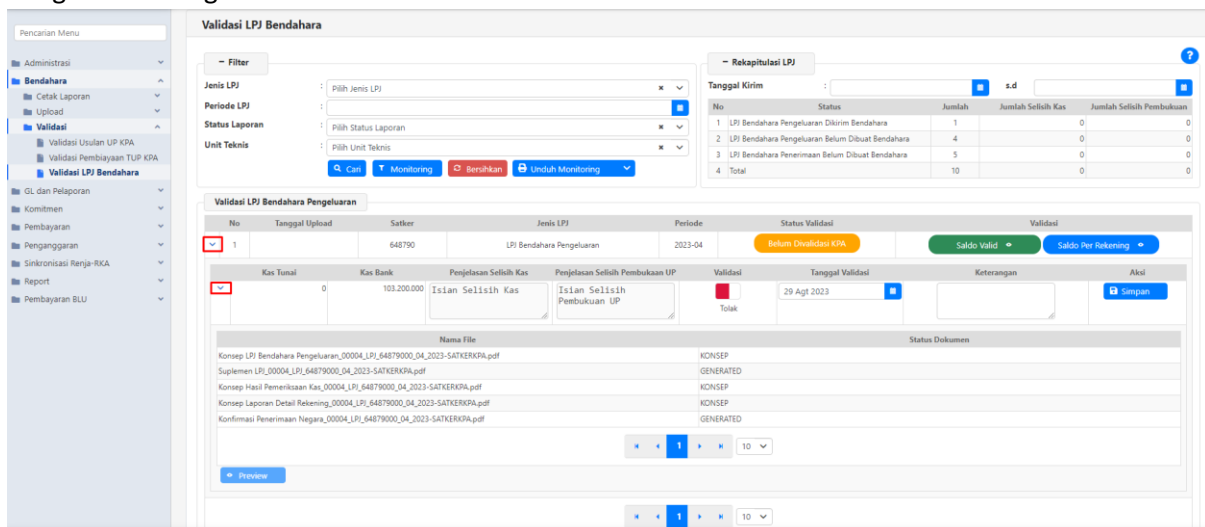 Validasi LPJ Bendahara
Pencarian Menu
Administrasi
Bendahara
Cetak Laporan
Upload
Validasi
Validasi Usulan UP KPA
Validasi Pembiayaan TUP KPA
Validasi LPJ Bendahara
GL dan Pelaporan
Komitmen
Pembayaran
Penganggaran
Sinkronisasi Renja-RKA
Report
Pembayaran BLU
− Filter
Jenis LPJ : Pilih Jenis LPJ
Periode LPJ :
Status Laporan : Pilih Status Laporan
Unit Teknis : Pilih Unit Teknis
Cari Monitoring Bersihkan Unduh Monitoring
− Rekapitulasi LPJ
?
Tanggal Kirim : s.d
No Status Jumlah Jumlah Selisih Kas Jumlah Selisih Pembukuan
1 LPJ Bendahara Pengeluaran Dikirim Bendahara 1 0 0
2 LPJ Bendahara Pengeluaran Belum Dibuat Bendahara 4 0 0
3 LPJ Bendahara Penerimaan Belum Dibuat Bendahara 5 0 0
4 Total 10 0 0
Validasi LPJ Bendahara Pengeluaran
No Tanggal Upload Satker Jenis LPJ Periode Status Validasi Validasi
1 648790 LPJ Bendahara Pengeluaran 2023-04 Belum Divalidasi KPA Saldo Valid Saldo Per Rekening
Kas Tunai Kas Bank Penjelasan Selisih Kas Penjelasan Selisih Pembukuan UP Validasi Tanggal Validasi Keterangan Aksi
0 103.200.000 Isian Selisih Kas Isian Selisih Pembukuan UP Tolak 29 Agt 2023 Simpan
Nama File Status Dokumen
Konsep LPJ Bendahara Pengeluaran_00004_LPJ_64879000_04_2023-SATKERKPA.pdf KONSEP
Suplemen LPJ_00004_LPJ_64879000_04_2023-SATKERKPA.pdf GENERATED
Konsep Hasil Pemeriksaan Kas_00004_LPJ_64879000_04_2023-SATKERKPA.pdf KONSEP
Konsep Laporan Detail Rekening_00004_LPJ_64879000_04_2023-SATKERKPA.pdf KONSEP
Konfirmasi Penerimaan Negara_00004_LPJ_64879000_04_2023-SATKERKPA.pdf GENERATED
1 10
Preview
1 10